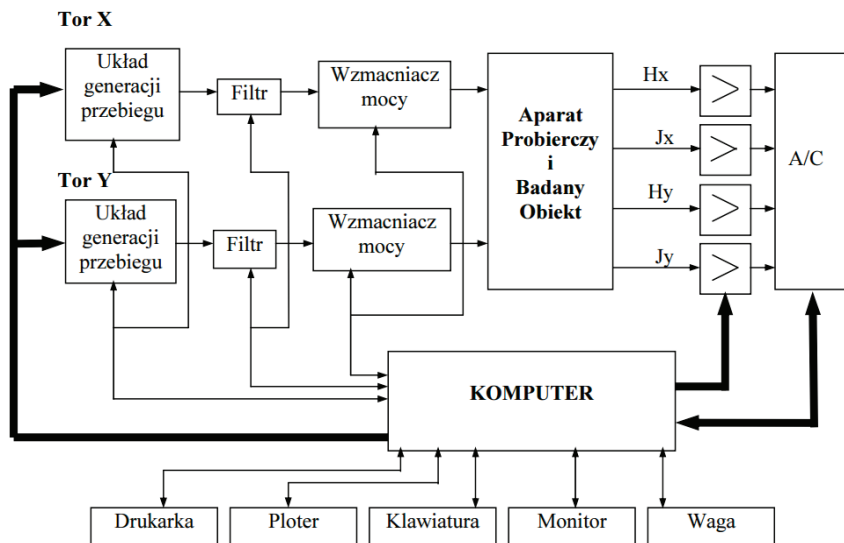 Tor X
Układ
generacji
przebiegu
Filtr
Wzmacniacz
mocy
Aparat
Probierczy
i
Badany
Obiekt
Hx
Jx
Hy
Jy
>
>
>
>
A/C
Tor Y
Układ
generacji
przebiegu
Filtr
Wzmacniacz
mocy
KOMPUTER
Drukarka
Ploter
Klawiatura
Monitor
Waga